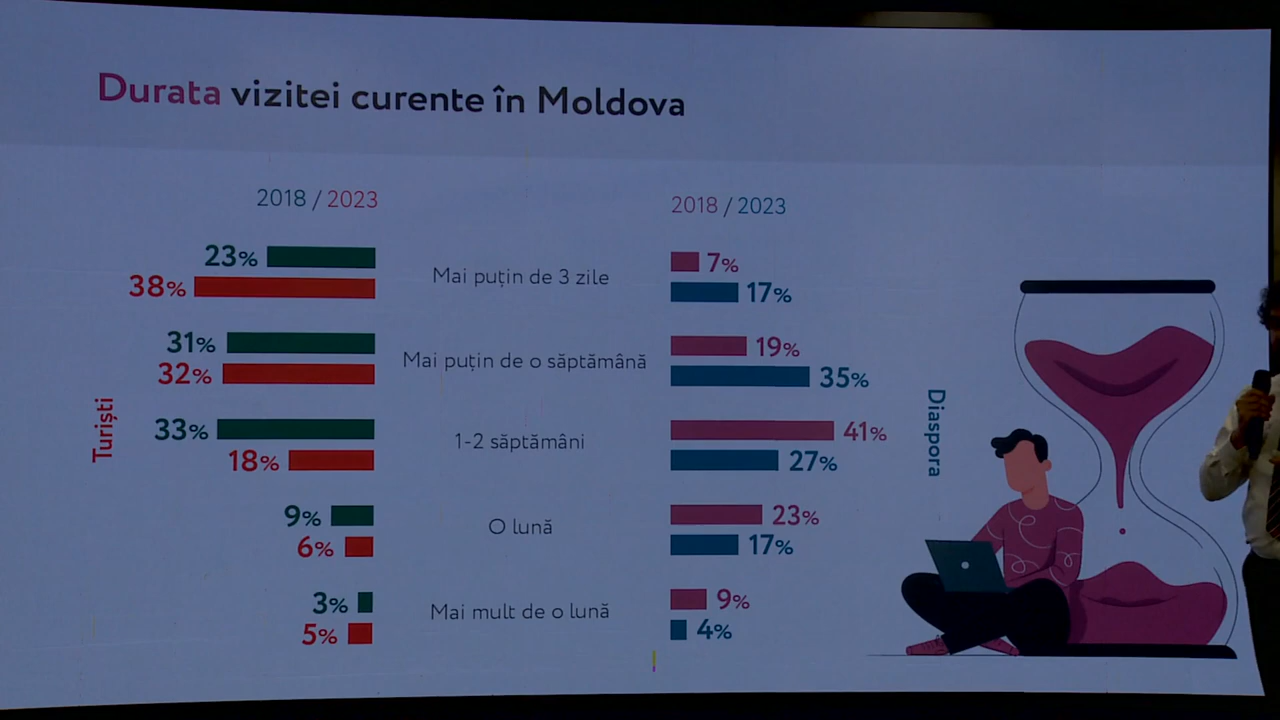 Durata vizitei curente în Moldova
2018 / 2023
2018 / 2023
23%
38%
Mai puțin de 3 zile
7%
17%
31%
32%
Mai puțin de o săptămână
19%
35%
Turiști
33%
18%
1-2 săptămâni
41%
27%
Diaspora
9%
6%
O lună
23%
17%
3%
5%
Mai mult de o lună
9%
4%